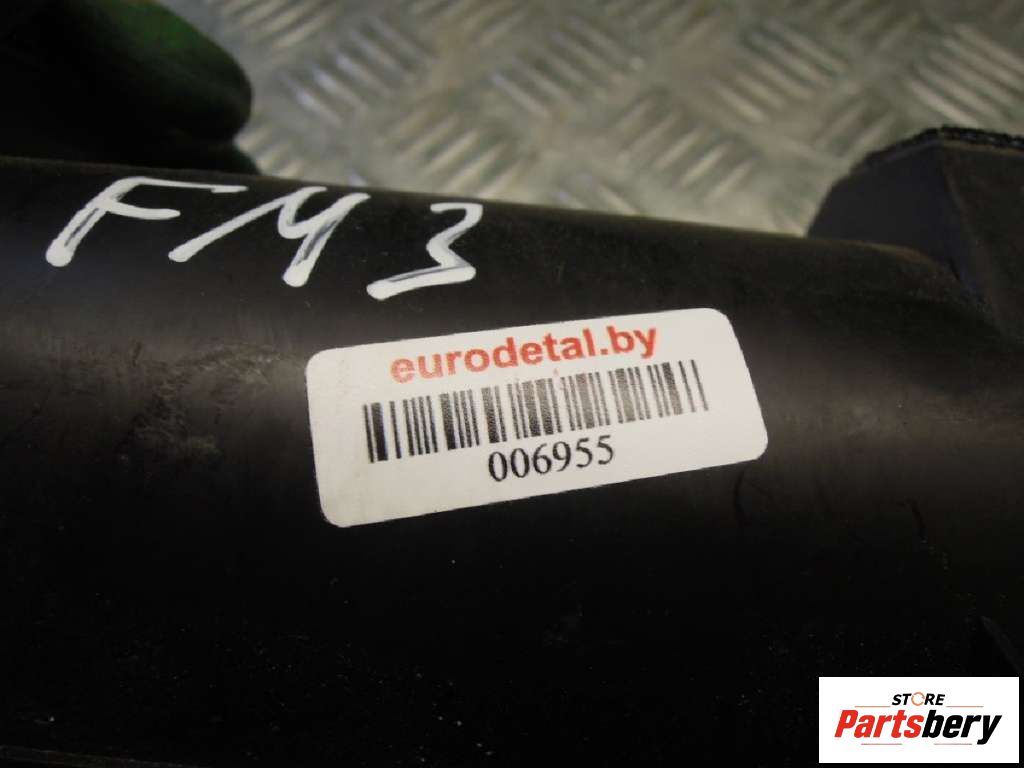 FM3
eurodetal.by
006955
STORE
Partsbery